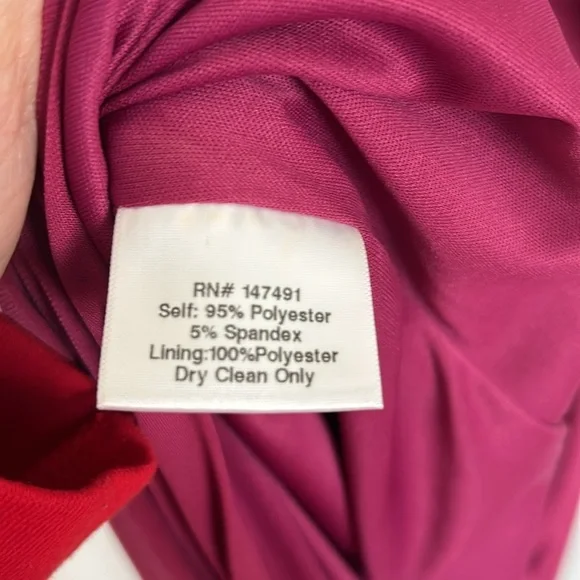 RN# 147491
Self: 95% Polyester
5% Spandex
Lining:100%Polyester
Dry Clean Only